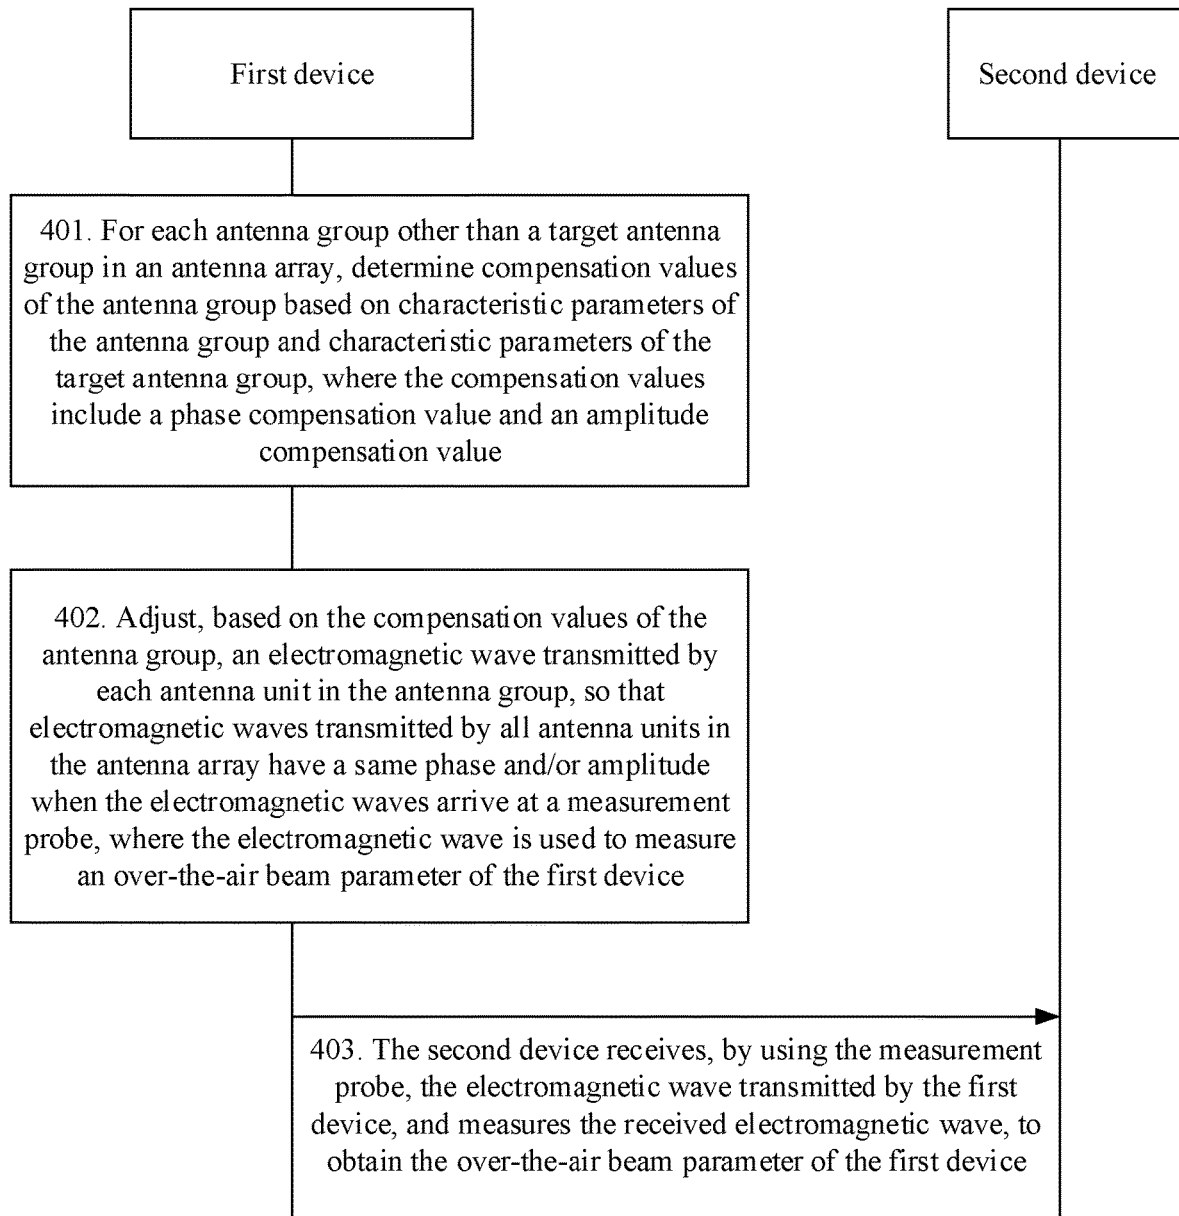 First device
Second device
401. For each antenna group other than a target antenna
group in an antenna array, determine compensation values
of the antenna group based on characteristic parameters of
the antenna group and characteristic parameters of the
target antenna group, where the compensation values
include a phase compensation value and an amplitude
compensation value
402. Adjust, based on the compensation values of the
antenna group, an electromagnetic wave transmitted by
each antenna unit in the antenna group, so that
electromagnetic waves transmitted by all antenna units in
the antenna array have a same phase and/or amplitude
when the electromagnetic waves arrive at a measurement
probe, where the electromagnetic wave is used to measure
an over-the-air beam parameter of the first device
403. The second device receives, by using the measurement
probe, the electromagnetic wave transmitted by the first
device, and measures the received electromagnetic wave, to
obtain the over-the-air beam parameter of the first device